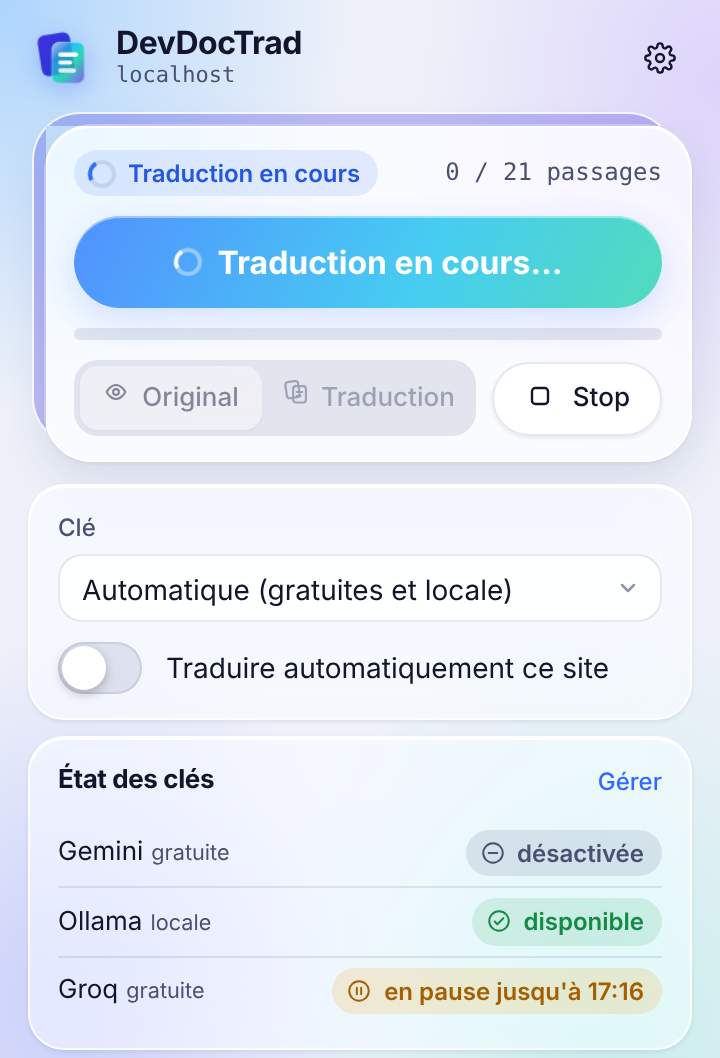 DevDocTrad
localhost
Traduction en cours
0 / 21 passages
Traduction en cours…
Original
Traduction
Stop
Clé
Automatique (gratuites et locale)
Traduire automatiquement ce site
État des clés
Gérer
Gemini gratuite
désactivée
Ollama locale
disponible
Groq gratuite
en pause jusqu'à 17:16